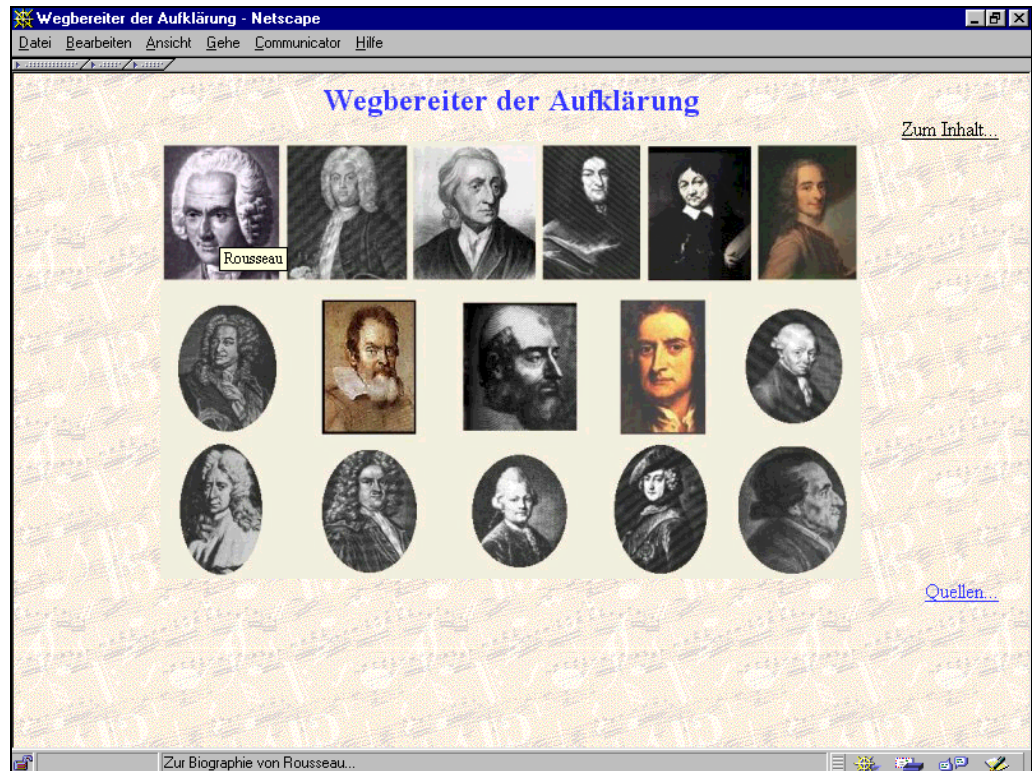 Wegbereiter der Aufklärung - Netscape
Datei Bearbeiten Ansicht Gehe Communicator Hilfe
Wegbereiter der Aufklärung
Zum Inhalt...
Rousseau
Quellen...
Zur Biographie von Rousseau...